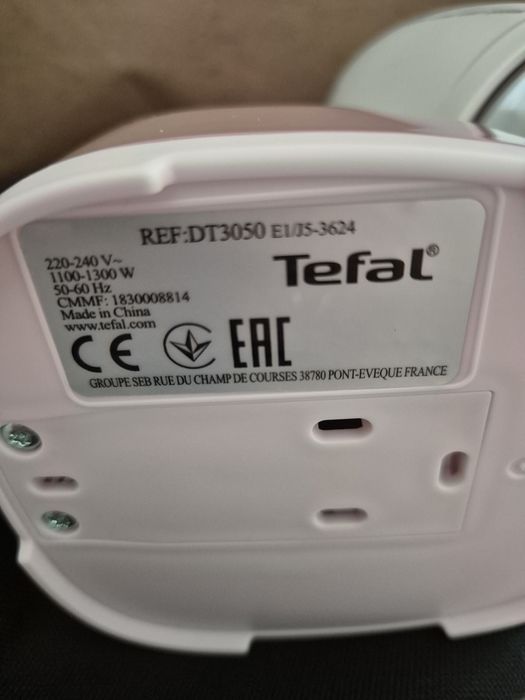 REF:DT3050 E1/J5-3624
220-240 V~
1100-1300 W
50-60 Hz
CMMF: 1830008814
Made in China
www.tefal.com
Tefal®
CE EAC
GROUPE SEB RUE DU CHAMP DE COURSES 38780 PONT-EVEQUE FRANCE